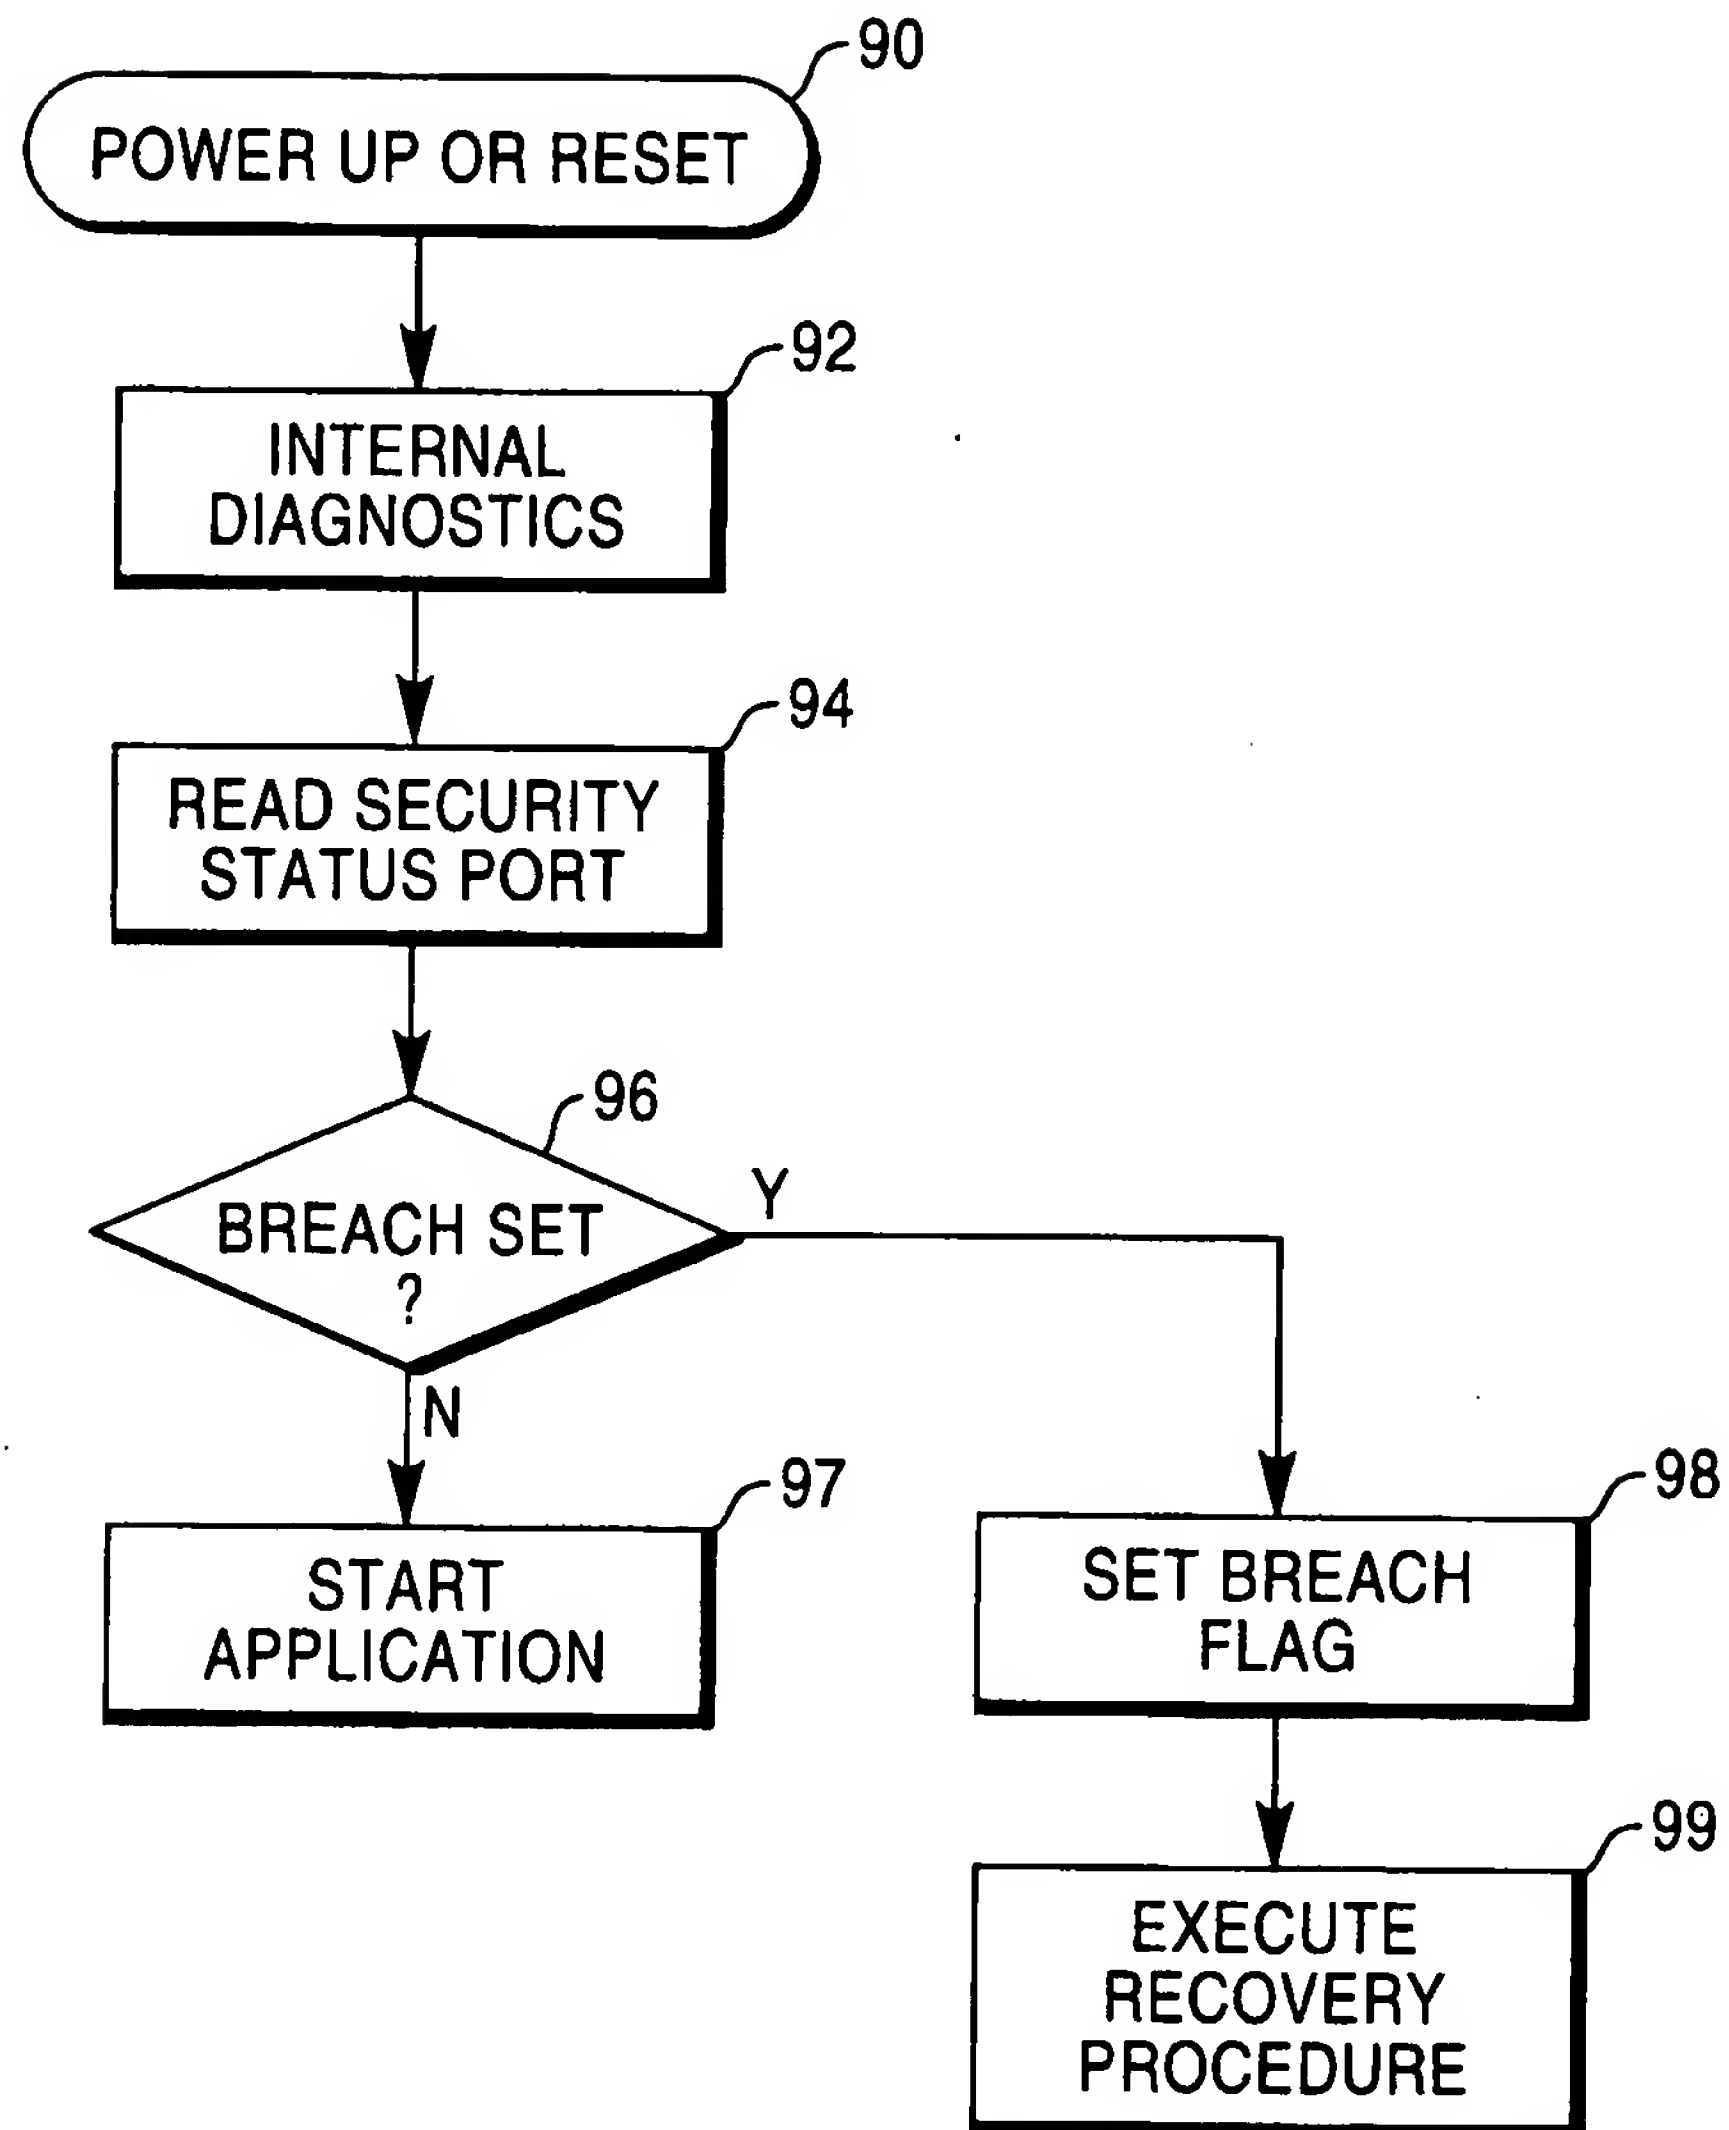 90
POWER UP OR RESET
92
INTERNAL
DIAGNOSTICS
94
READ SECURITY
STATUS PORT
96
BREACH SET
?
Y
N
97
START
APPLICATION
98
SET BREACH
FLAG
99
EXECUTE
RECOVERY
PROCEDURE